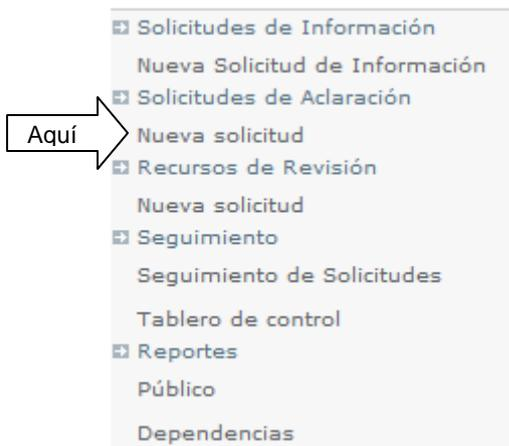 Solicitudes de Información
Nueva Solicitud de Información
Solicitudes de Aclaración
Aquí
Nueva solicitud
Recursos de Revisión
Nueva solicitud
Seguimiento
Seguimiento de Solicitudes
Tablero de control
Reportes
Público
Dependencias